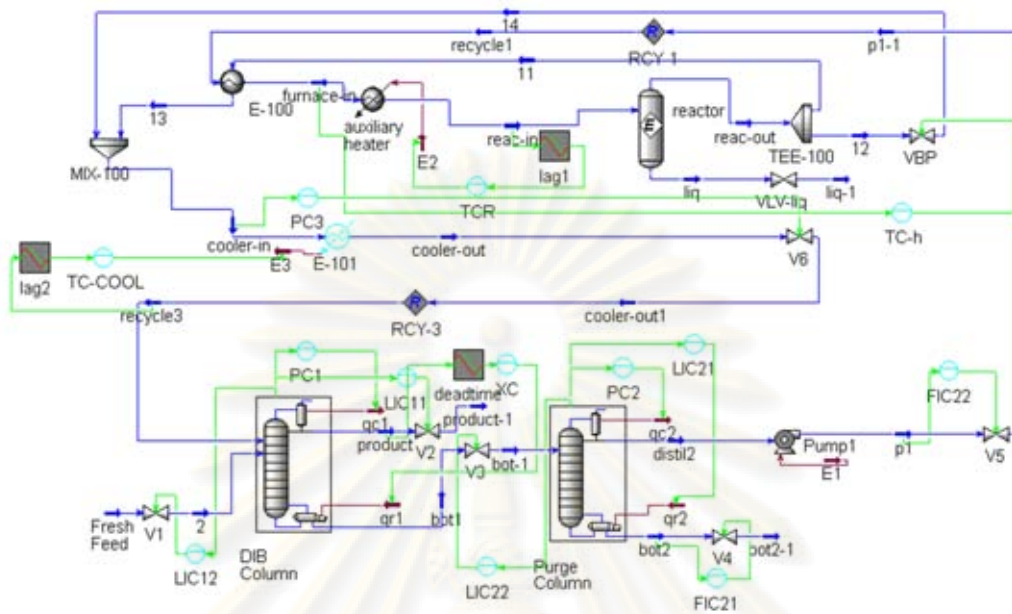 14
recycle1
R
RCY 1
p1-1
11
furnace-in
E-100
13
auxiliary
heater
reac-in
E2
reactor
reac-out
TEE-100
12
VBP
MIX-100
lag1
liq
VLV-liq
liq-1
TCR
PC3
TC-h
cooler-in
E3
E-101
cooler-out
V6
lag2
TC-COOL
recycle3
R
RCY-3
cooler-out1
PC1
LIC11
deadtime
XC
PC2
LIC21
FIC22
qc1
product-1
product
V2
V3
bot-1
qc2
distil2
Pump1
E1
p1
V5
Fresh
Feed
V1
2
qr1
bot1
qr2
bot2
V4
bot2-1
LIC12
DIB
Column
LIC22
Purge
Column
FIC21